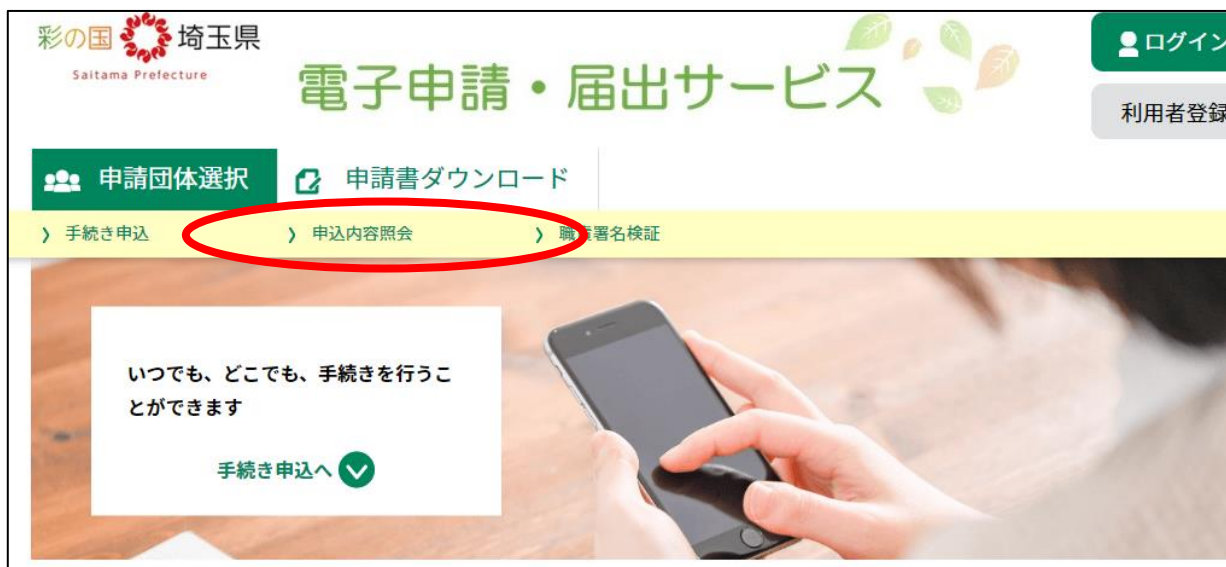 彩の国 埼玉県
Saitama Prefecture
電子申請・届出サービス
ログイン
利用者登録
申請団体選択
申請書ダウンロード
手続き申込
申込内容照会
職責署名検証
いつでも、どこでも、手続きを行うこ
とができます
手続き申込へ